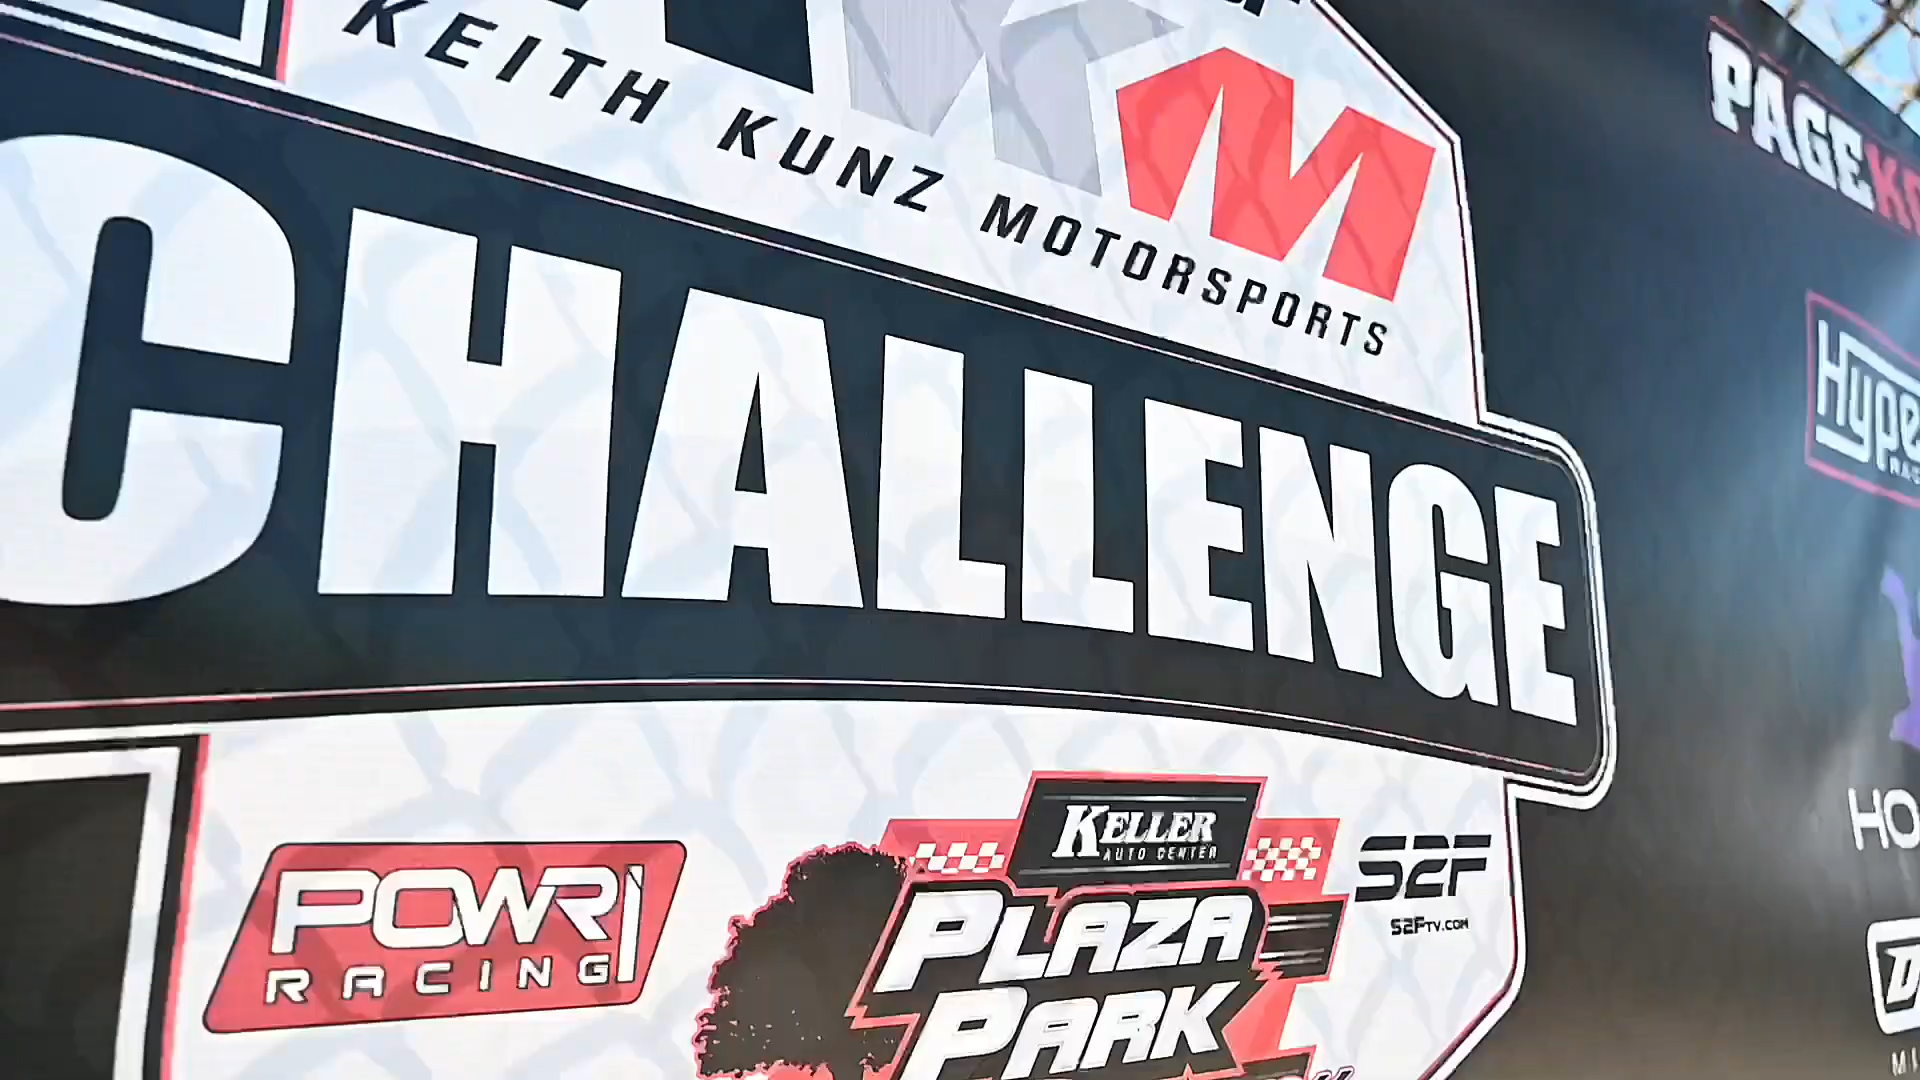 KEITH KUNZ MOTORSPORTS
CHALLENGE
POWRI
RACING
KELLER
AUTO CENTER
PLAZA
PARK
S2F
S2FTV.COM
PAGE